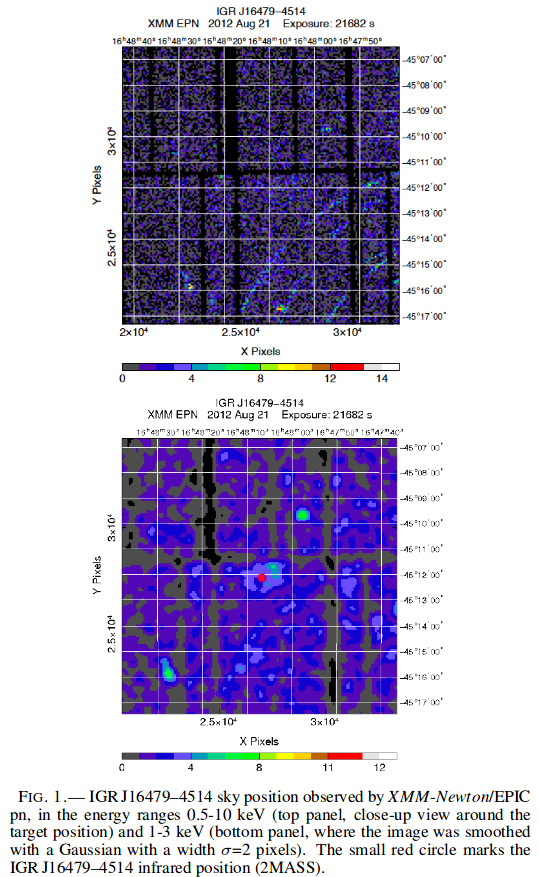 IGR J16479–4514
XMM EPN 2012 Aug 21 Exposure: 21682 s
16ʰ48ᵐ40ˢ 16ʰ48ᵐ30ˢ 16ʰ48ᵐ20ˢ 16ʰ48ᵐ10ˢ 16ʰ48ᵐ00ˢ 16ʰ47ᵐ50ˢ
–45°07′00″
–45°08′00″
–45°09′00″
–45°10′00″
–45°11′00″
–45°12′00″
–45°13′00″
–45°14′00″
–45°15′00″
–45°16′00″
–45°17′00″
3×10⁴
2.5×10⁴
Y Pixels
2×10⁴ 2.5×10⁴ 3×10⁴
X Pixels
0 4 8 12 14
IGR J16479–4514
XMM EPN 2012 Aug 21 Exposure: 21682 s
16ʰ48ᵐ30ˢ 16ʰ48ᵐ20ˢ 16ʰ48ᵐ10ˢ 16ʰ48ᵐ00ˢ 16ʰ47ᵐ50ˢ 16ʰ47ᵐ40ˢ
–45°07′00″
–45°08′00″
–45°09′00″
–45°10′00″
–45°11′00″
–45°12′00″
–45°13′00″
–45°14′00″
–45°15′00″
–45°16′00″
–45°17′00″
3×10⁴
2.5×10⁴
Y Pixels
2.5×10⁴ 3×10⁴
X Pixels
0 4 8 11 12
FIG. 1.— IGR J16479–4514 sky position observed by XMM-Newton/EPIC
pn, in the energy ranges 0.5-10 keV (top panel, close-up view around the
target position) and 1-3 keV (bottom panel, where the image was smoothed
with a Gaussian with a width σ=2 pixels). The small red circle marks the
IGR J16479–4514 infrared position (2MASS).